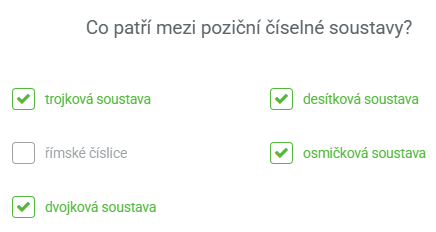 Co patří mezi poziční číselné soustavy?
trojková soustava
desítková soustava
římské číslice
osmičková soustava
dvojková soustava